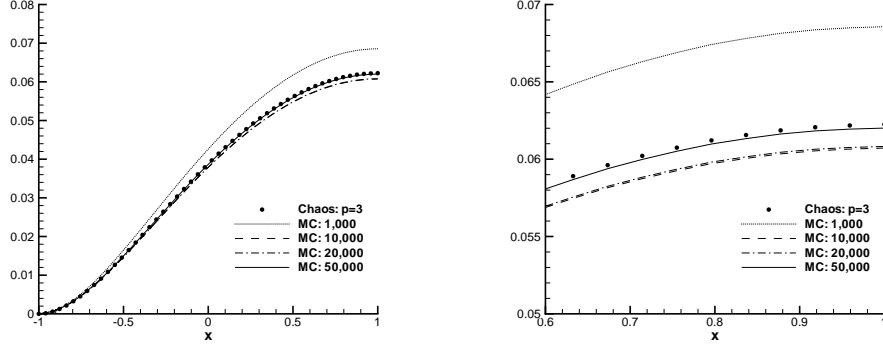 0.08
0.07
0.06
0.05
0.04
0.03
0.02
0.01
0
-1
-0.5
0
0.5
1
x
Chaos: p=3
MC: 1,000
MC: 10,000
MC: 20,000
MC: 50,000
0.07
0.065
0.06
0.055
0.05
0.6
0.7
0.8
0.9
1
x
Chaos: p=3
MC: 1,000
MC: 10,000
MC: 20,000
MC: 50,000